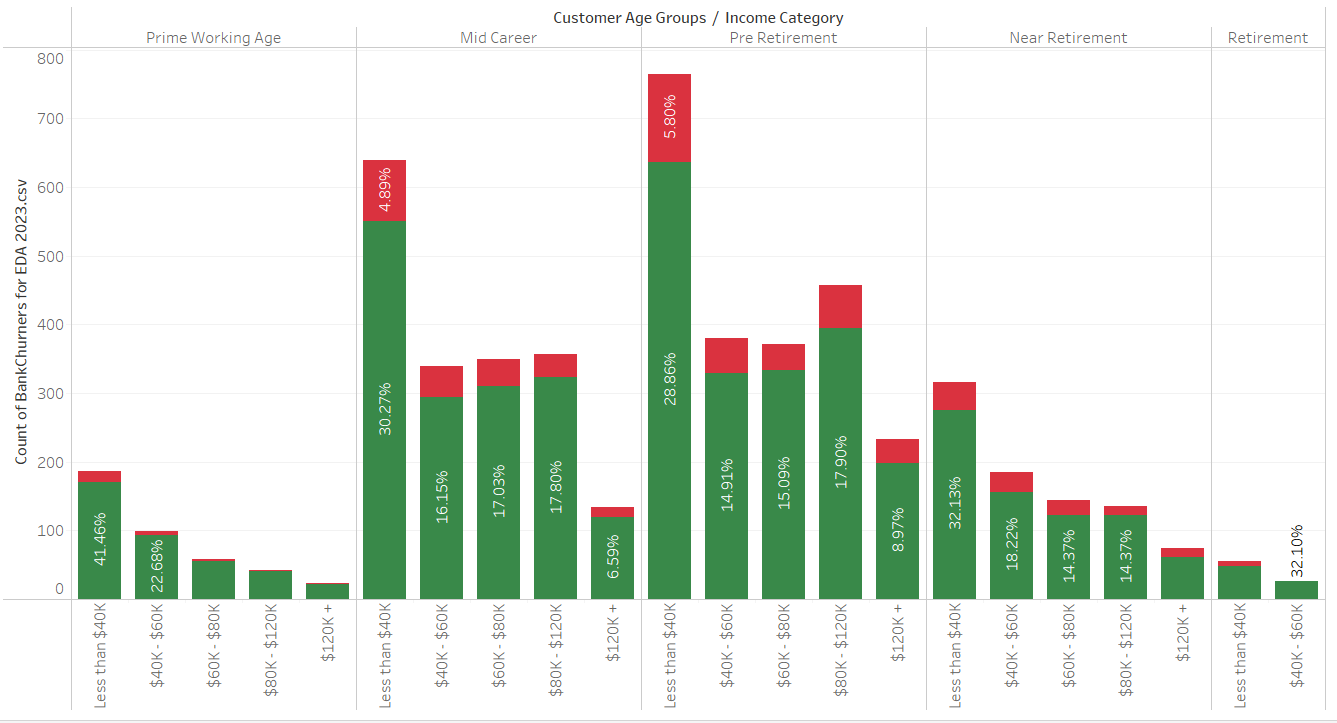 Customer Age Groups / Income Category
Prime Working Age
Mid Career
Pre Retirement
Near Retirement
Retirement
Count of BankChurners for EDA 2023.csv
800
700
600
500
400
300
200
100
0
41.46%
22.68%
4.89%
30.27%
16.15%
17.03%
17.80%
6.59%
5.80%
28.86%
14.91%
15.09%
17.90%
8.97%
32.13%
18.22%
14.37%
14.37%
32.10%
Less than $40K
$40K - $60K
$60K - $80K
$80K - $120K
$120K +
Less than $40K
$40K - $60K
$60K - $80K
$80K - $120K
$120K +
Less than $40K
$40K - $60K
$60K - $80K
$80K - $120K
$120K +
Less than $40K
$40K - $60K
$60K - $80K
$80K - $120K
$120K +
Less than $40K
$40K - $60K